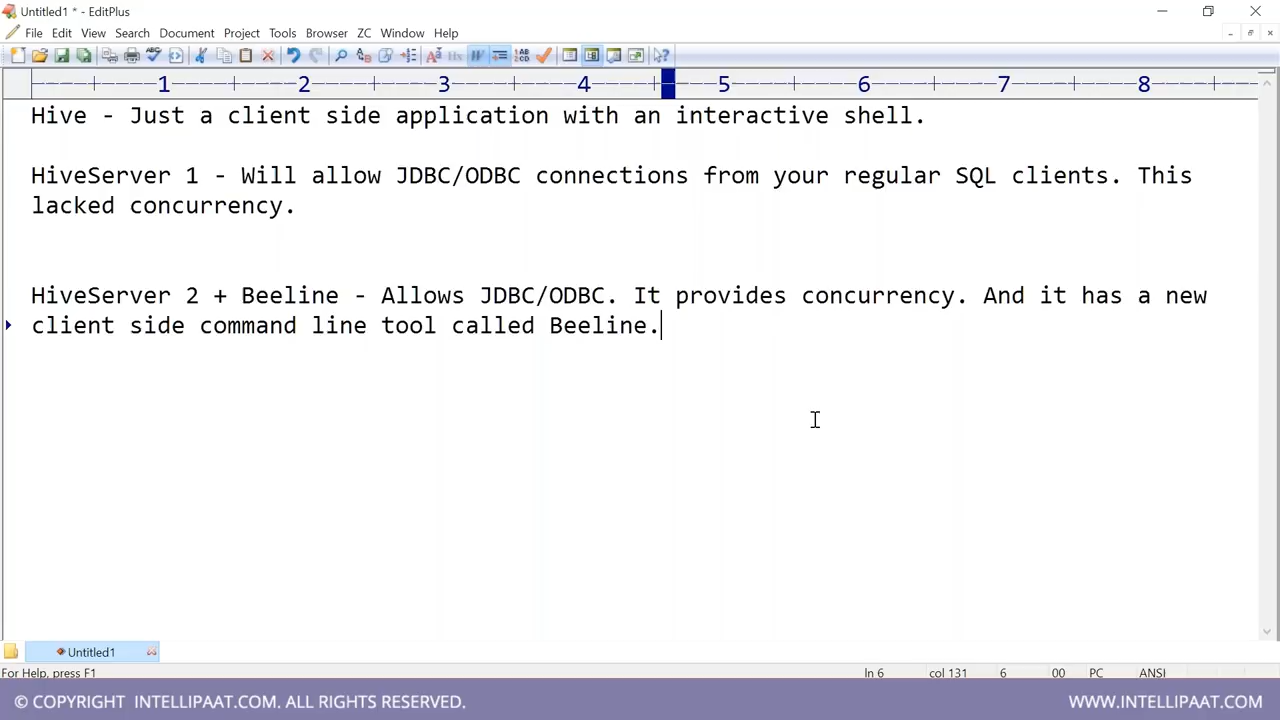 Untitled1 * - EditPlus
File Edit View Search Document Project Tools Browser ZC Window Help
1 2 3 4 5 6 7 8
Hive - Just a client side application with an interactive shell.
HiveServer 1 - Will allow JDBC/ODBC connections from your regular SQL clients. This
lacked concurrency.
HiveServer 2 + Beeline - Allows JDBC/ODBC. It provides concurrency. And it has a new
client side command line tool called Beeline.
Untitled1
For Help, press F1 ln 6 col 131 6 00 PC ANSI
© COPYRIGHT INTELLIPAAT.COM. ALL RIGHTS RESERVED. WWW.INTELLIPAAT.COM